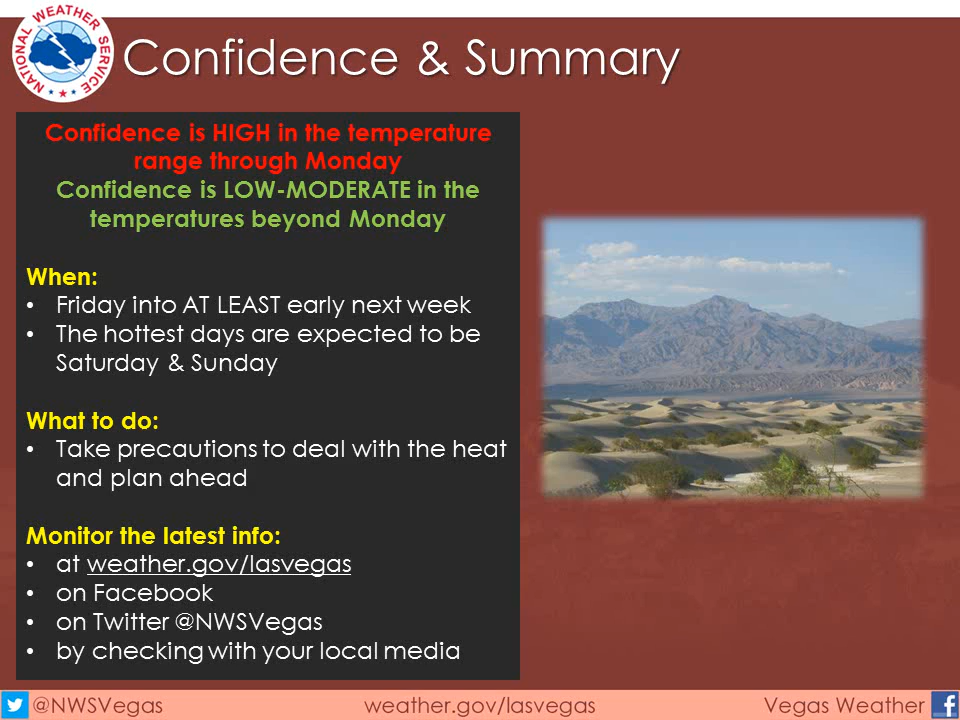 NATIONAL WEATHER SERVICE
Confidence & Summary
Confidence is HIGH in the temperature
range through Monday
Confidence is LOW-MODERATE in the
temperatures beyond Monday
When:
• Friday into AT LEAST early next week
• The hottest days are expected to be
Saturday & Sunday
What to do:
• Take precautions to deal with the heat
and plan ahead
Monitor the latest info:
• at weather.gov/lasvegas
• on Facebook
• on Twitter @NWSVegas
• by checking with your local media
@NWSVegas weather.gov/lasvegas Vegas Weather f